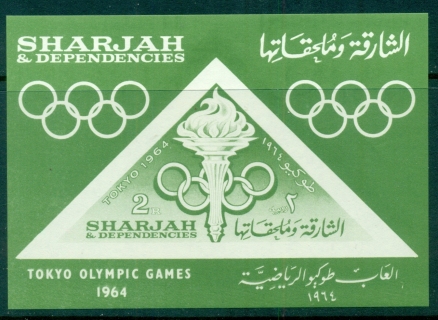 SHARJAH
& DEPENDENCIES
الشارقة وملحقاتها
TOKYO 1964
طوكيو ١٩٦٤
2 R
٢
SHARJAH
& DEPENDENCIES
الشارقة وملحقاتها
TOKYO OLYMPIC GAMES
1964
العاب طوكيو الرياضية
١٩٦٤